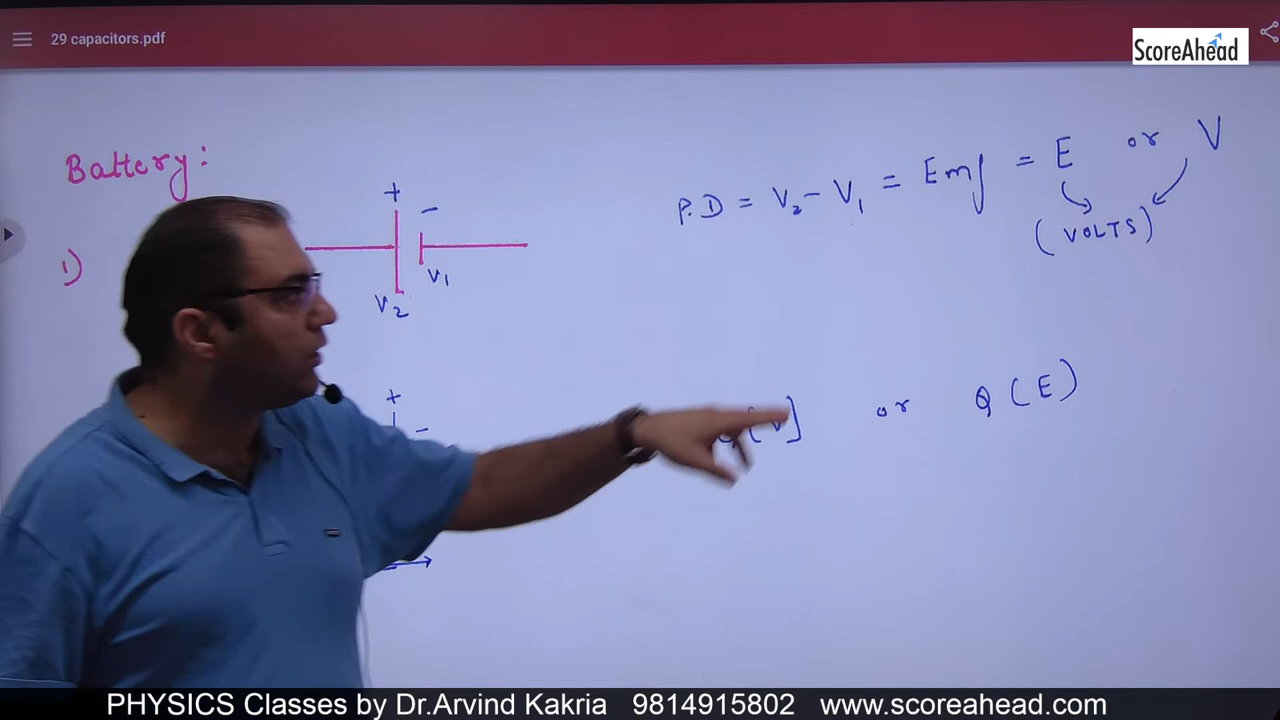 29 capacitors.pdf
ScoreAhead
Battery:
P.D = V₂ - V₁ = Emf = E or V
(VOLTS)
1)
+
-
V₁
V₂
+
-
or Q (E)
PHYSICS Classes by Dr.Arvind Kakria 9814915802 www.scoreahead.com